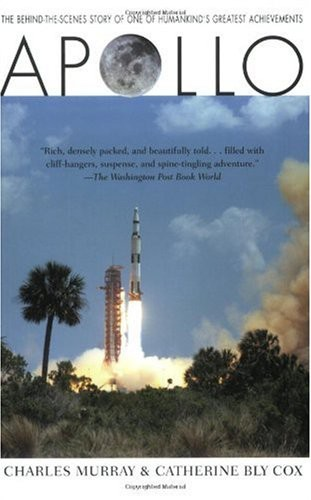 THE BEHIND-THE-SCENES STORY OF ONE OF HUMANKIND'S GREATEST ACHIEVEMENTS
APOLLO
"Rich, densely packed, and beautifully told. . . filled with
cliff-hangers, suspense, and spine-tingling adventure."
—The Washington Post Book World
CHARLES MURRAY & CATHERINE BLY COX